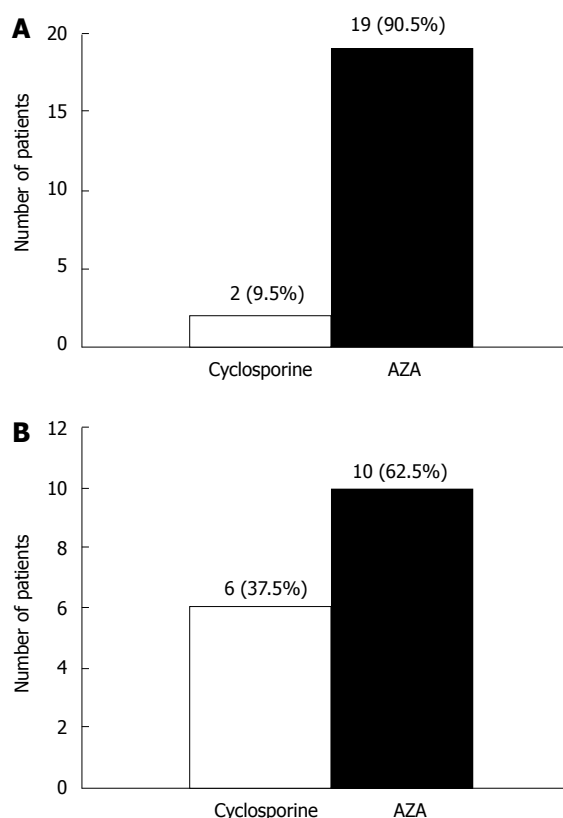 A
Number of patients
20
15
10
5
0
2 (9.5%)
19 (90.5%)
Cyclosporine
AZA
B
Number of patients
12
10
8
6
4
2
0
6 (37.5%)
10 (62.5%)
Cyclosporine
AZA